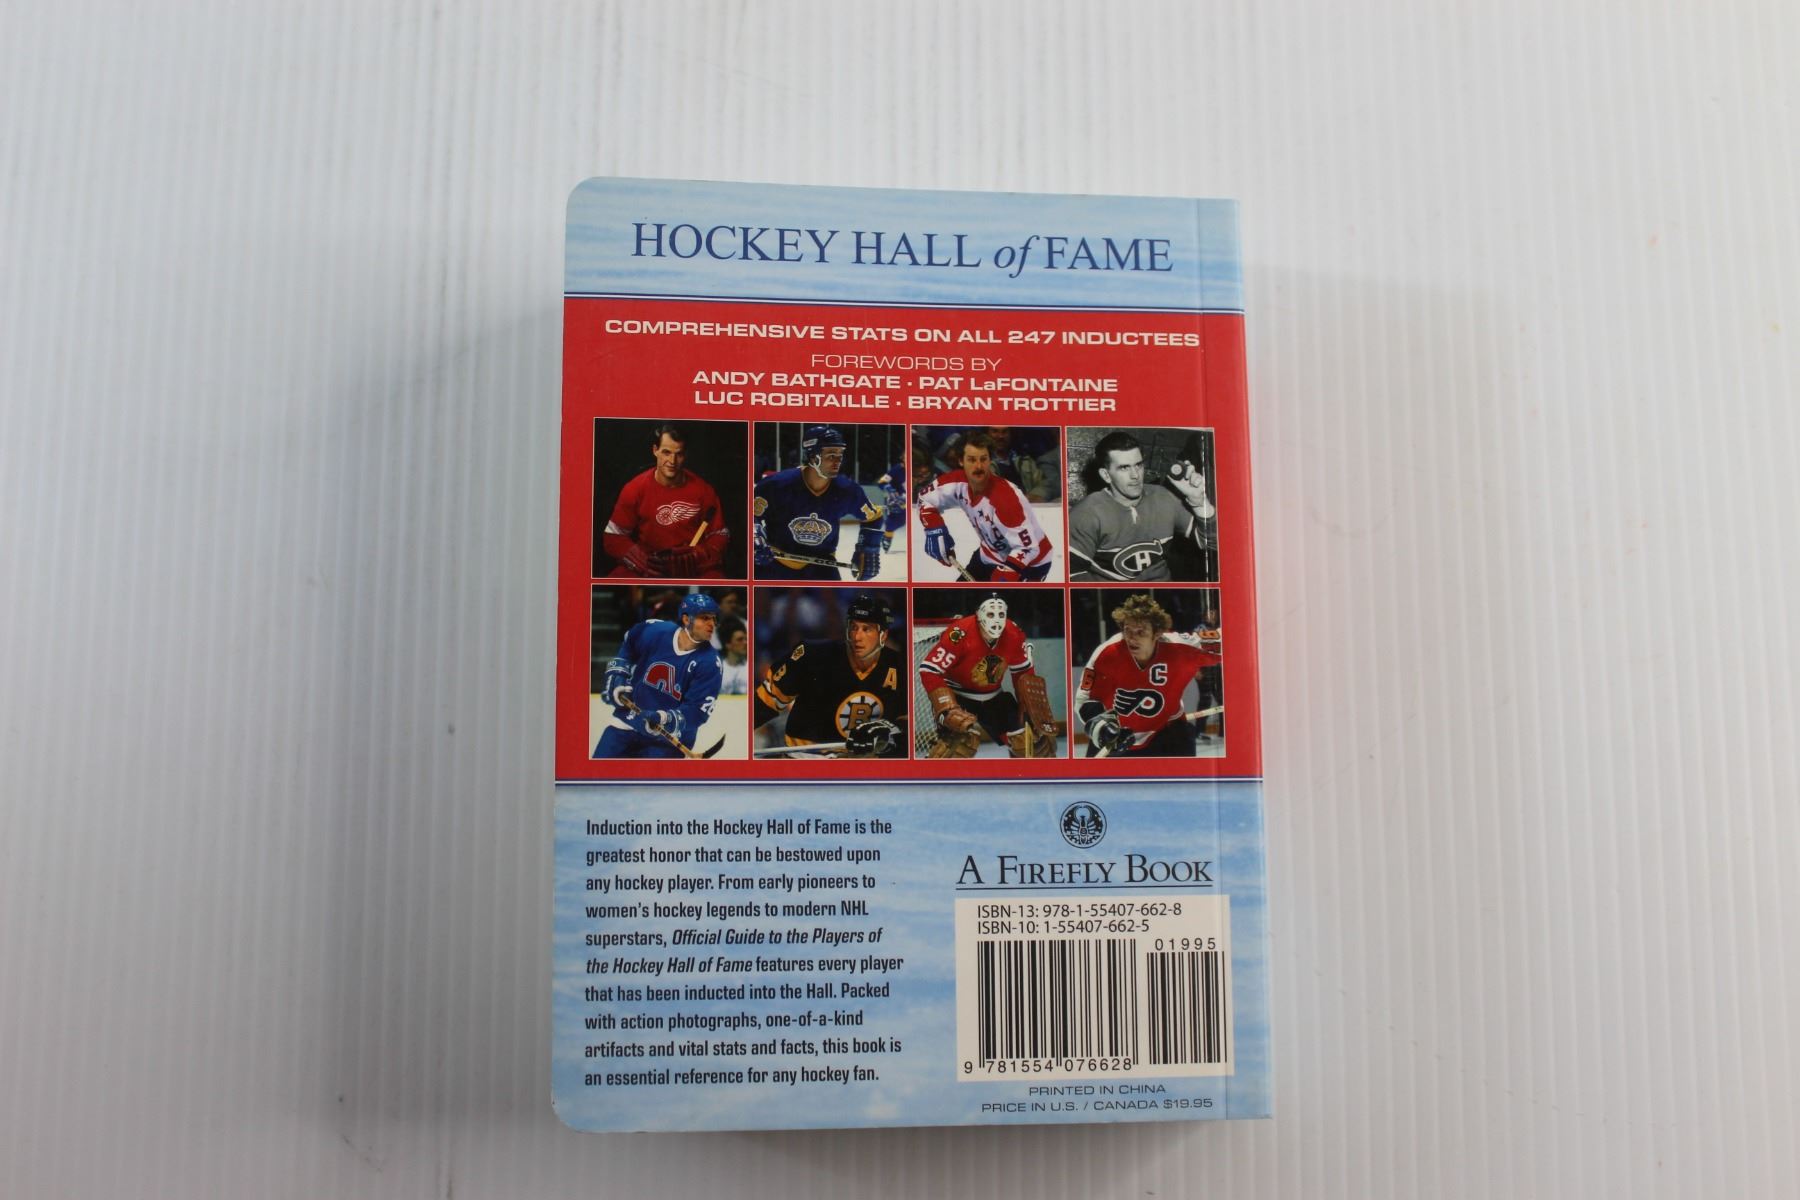 HOCKEY HALL of FAME
COMPREHENSIVE STATS ON ALL 247 INDUCTEES
FOREWORDS BY
ANDY BATHGATE · PAT LaFONTAINE
LUC ROBITAILLE · BRYAN TROTTIER
5
H
C
A
B
35
C
Induction into the Hockey Hall of Fame is the
greatest honor that can be bestowed upon
any hockey player. From early pioneers to
women's hockey legends to modern NHL
superstars, Official Guide to the Players of
the Hockey Hall of Fame features every player
that has been inducted into the Hall. Packed
with action photographs, one-of-a-kind
artifacts and vital stats and facts, this book is
an essential reference for any hockey fan.
A FIREFLY BOOK
ISBN-13: 978-1-55407-662-8
ISBN-10: 1-55407-662-5
01995
9 781554 076628
PRINTED IN CHINA
PRICE IN U.S. / CANADA $19.95